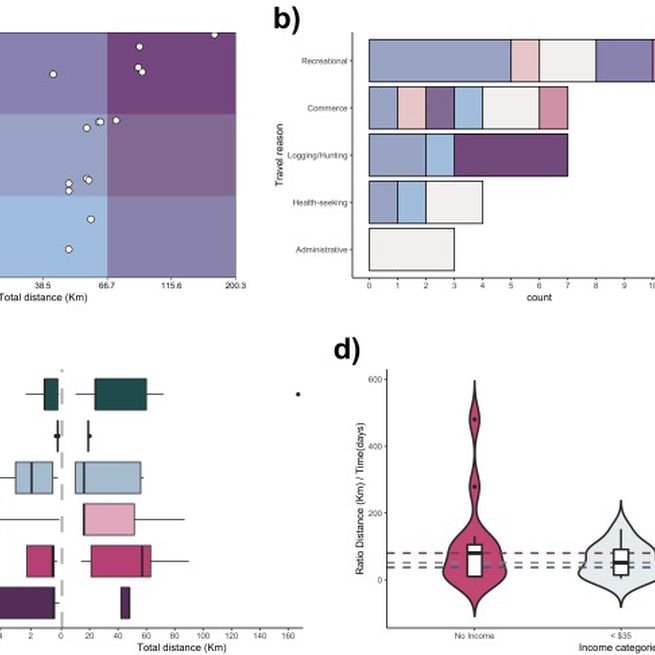 b)
Travel reason
Recreational
Commerce
Logging/Hunting
Health-seeking
Administrative
0 1 2 3 4 5 6 7 8 9 10
count
38.5 66.7 115.6 200.3
Total distance (Km)
d)
4 2 0 20 40 60 80 100 120 140 160
Total distance (Km)
Ratio Distance (Km) / Time(days)
600
400
200
0
No Income < $35
Income categorie